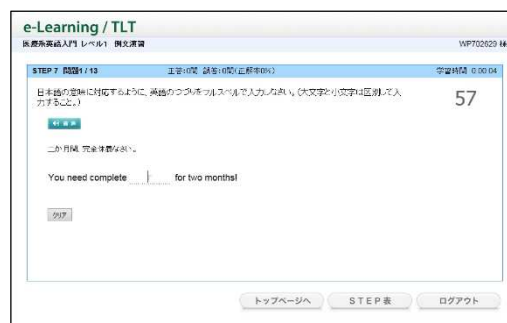 e-Learning / TLT
医療系英語入門 レベル1 例文演習
WP702629 様
STEP 7 問題1 / 13 正答:0問 誤答:0問(正解率0%) 学習時間 0:00:04
日本語の意味に対応するように、英語のつづりをフルスペルで入力しなさい。(大文字と小文字は区別して入
力すること。)
57
音声
二か月間、完全休養なさい。
You need complete for two months!
クリア
トップページへ STEP表 ログアウト